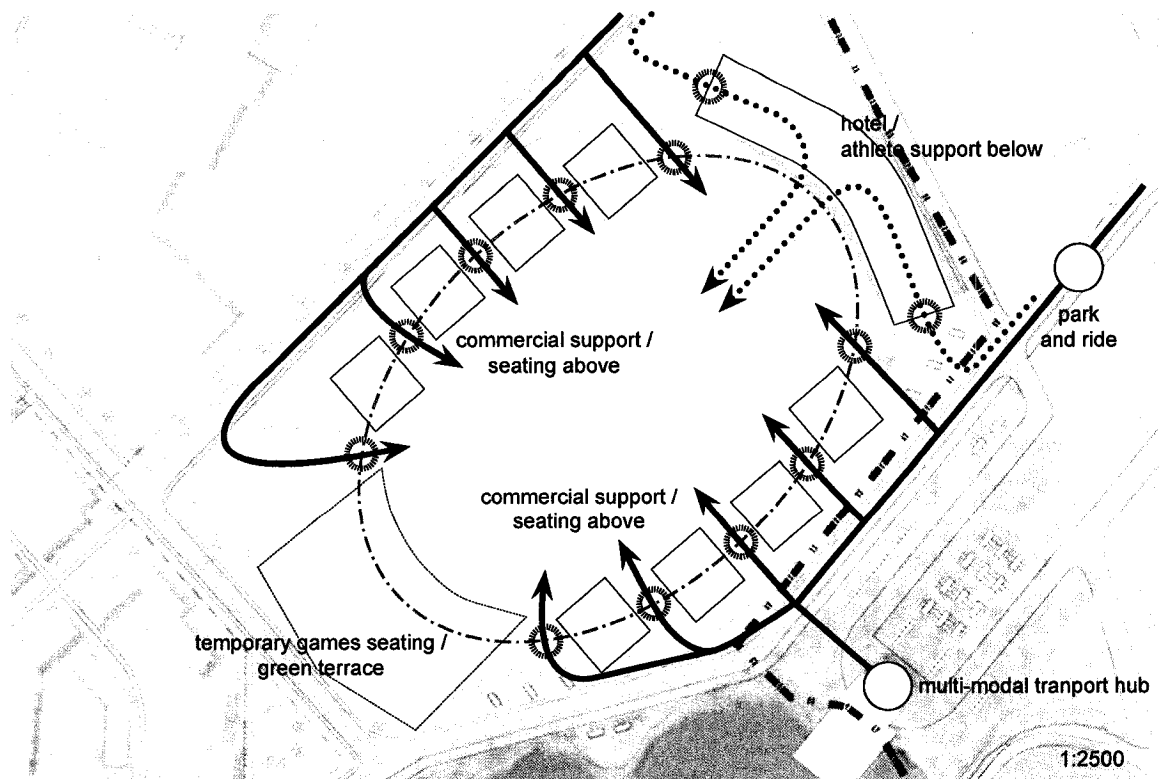 hotel /
athlete support below
park
and ride
commercial support /
seating above
commercial support /
seating above
temporary games seating /
green terrace
multi-modal tranport hub
1:2500